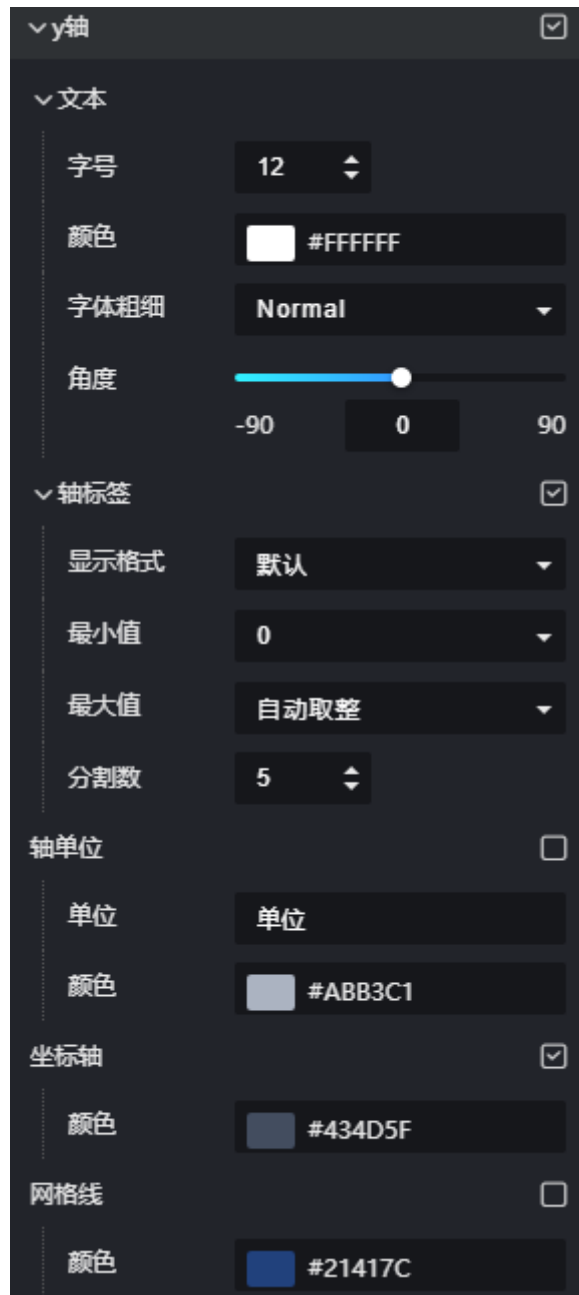 y轴
文本
字号 12
颜色 #FFFFFF
字体粗细 Normal
角度
-90 0 90
轴标签
显示格式 默认
最小值 0
最大值 自动取整
分割数 5
轴单位
单位 单位
颜色 #ABB3C1
坐标轴
颜色 #434D5F
网格线
颜色 #21417C